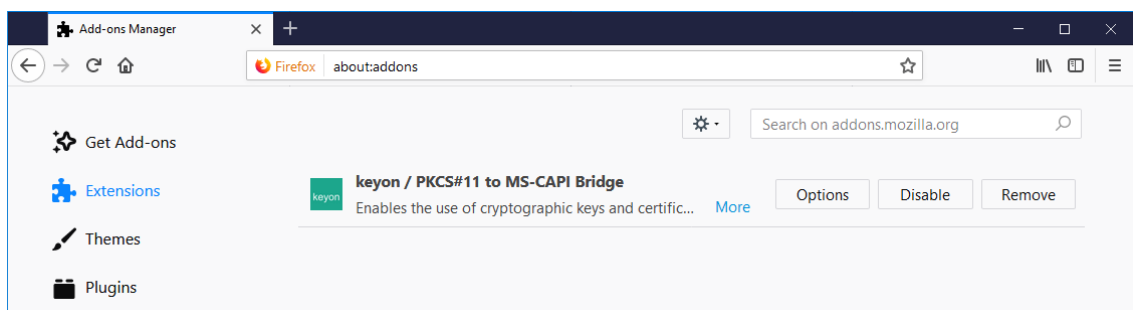 Add-ons Manager
Firefox about:addons
Search on addons.mozilla.org
Get Add-ons
Extensions
keyon
keyon / PKCS#11 to MS-CAPI Bridge
Enables the use of cryptographic keys and certific... More
Options Disable Remove
Themes
Plugins